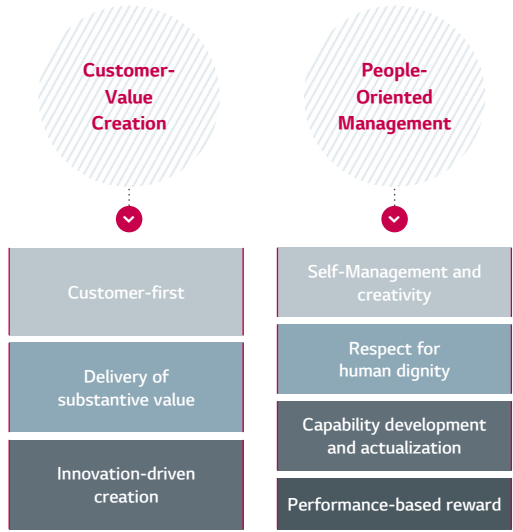 Customer-
Value
Creation
Customer-first
Delivery of
substantive value
Innovation-driven
creation
People-
Oriented
Management
Self-Management and
creativity
Respect for
human dignity
Capability development
and actualization
Performance-based reward